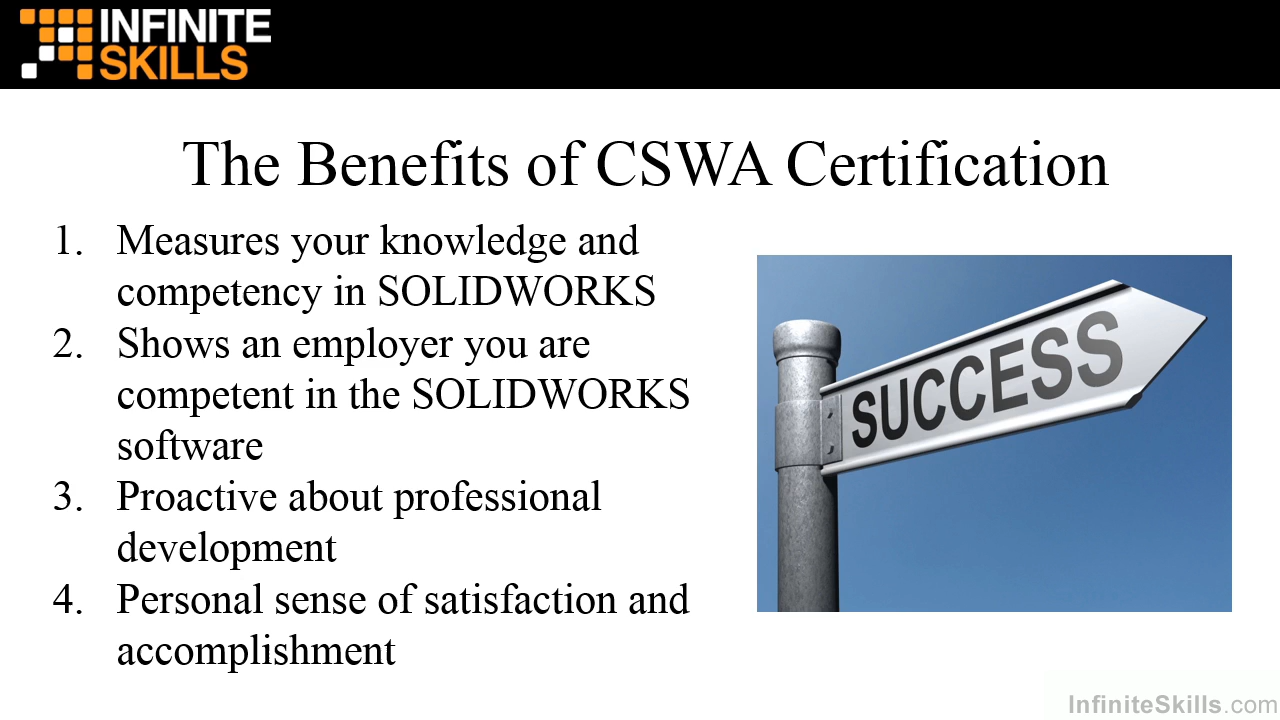 INFINITE
SKILLS
The Benefits of CSWA Certification
1. Measures your knowledge and
competency in SOLIDWORKS
2. Shows an employer you are
competent in the SOLIDWORKS
software
3. Proactive about professional
development
4. Personal sense of satisfaction and
accomplishment
SUCCESS
InfiniteSkills.com